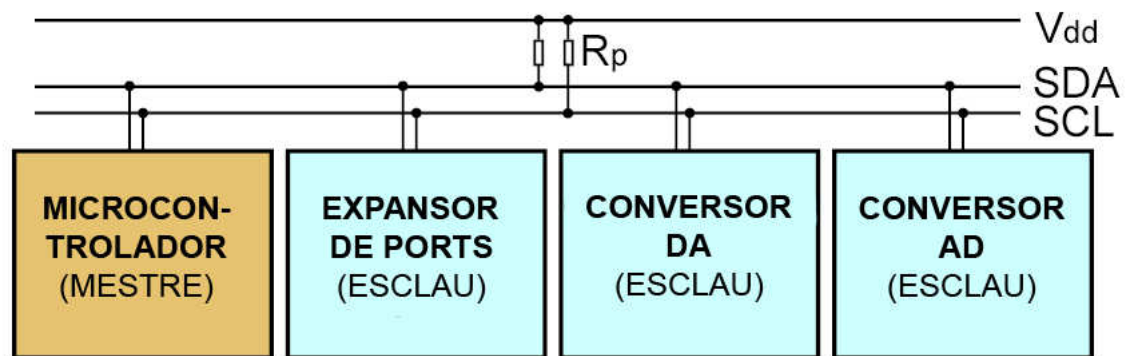 Vdd
Rp
SDA
SCL
MICROCON-
TROLADOR
(MESTRE)
EXPANSOR
DE PORTS
(ESCLAU)
CONVERSOR
DA
(ESCLAU)
CONVERSOR
AD
(ESCLAU)